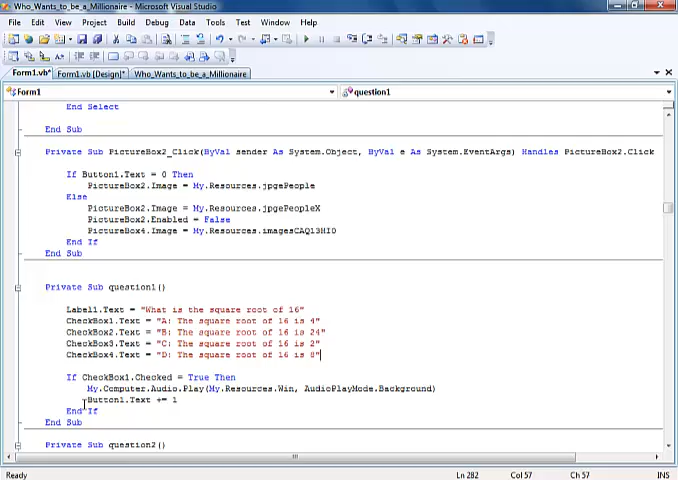 Who_Wants_to_be_a_Millionaire - Microsoft Visual Studio
File Edit View Project Build Debug Data Tools Test Window Help
Form1.vb* Form1.vb [Design]* Who_Wants_to_be_a_Millionaire
Form1 question1
End Select
End Sub
Private Sub PictureBox2_Click(ByVal sender As System.Object, ByVal e As System.EventArgs) Handles PictureBox2.Click
If Button1.Text = 0 Then
PictureBox2.Image = My.Resources.jpgePeople
Else
PictureBox2.Image = My.Resources.jpgePeopleX
PictureBox2.Enabled = False
PictureBox4.Image = My.Resources.imagesCAQ13HI0
End If
End Sub
Private Sub question1()
Label1.Text = "What is the square root of 16"
CheckBox1.Text = "A: The square root of 16 is 4"
CheckBox2.Text = "B: The square root of 16 is 24"
CheckBox3.Text = "C: The square root of 16 is 2"
CheckBox4.Text = "D: The square root of 16 is 8"
If CheckBox1.Checked = True Then
My.Computer.Audio.Play(My.Resources.Win, AudioPlayMode.Background)
Button1.Text += 1
End If
End Sub
Private Sub question2()
Ready Ln 282 Col 57 Ch 57 INS